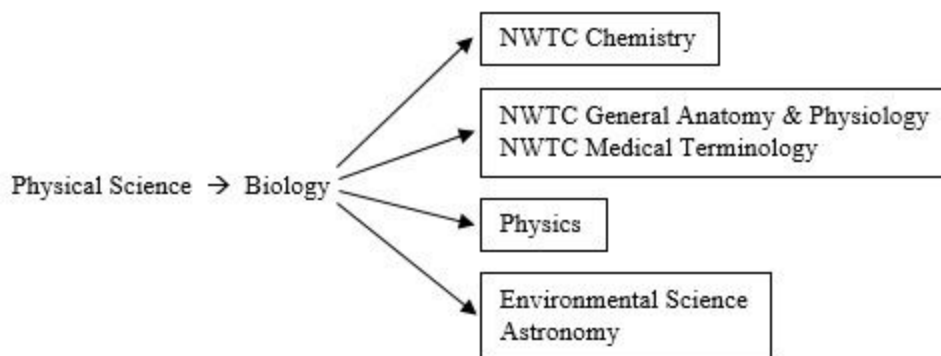 NWTC Chemistry
NWTC General Anatomy & Physiology
NWTC Medical Terminology
Physical Science → Biology
Physics
Environmental Science
Astronomy